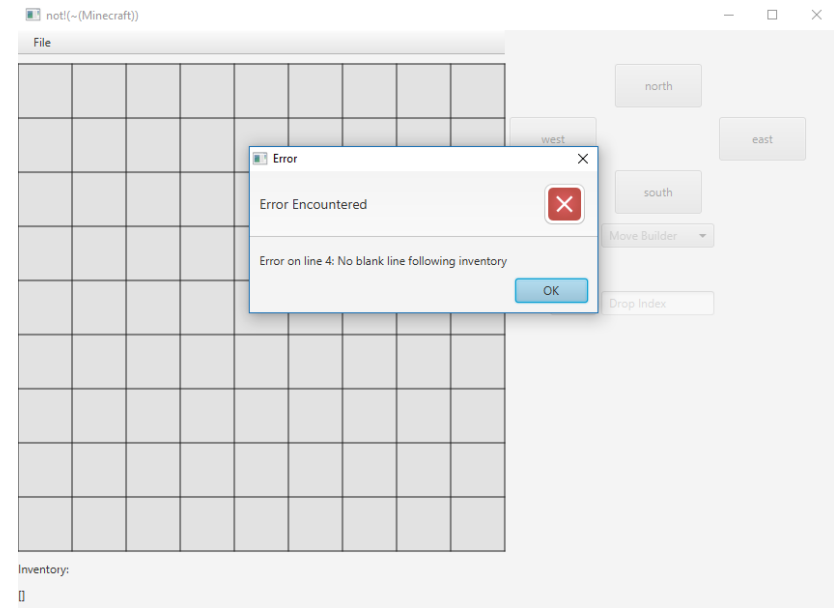 not!(~(Minecraft))
File
north
west
east
Error
Error Encountered
south
Move Builder
Error on line 4: No blank line following inventory
OK
Drop Index
Inventory:
[]